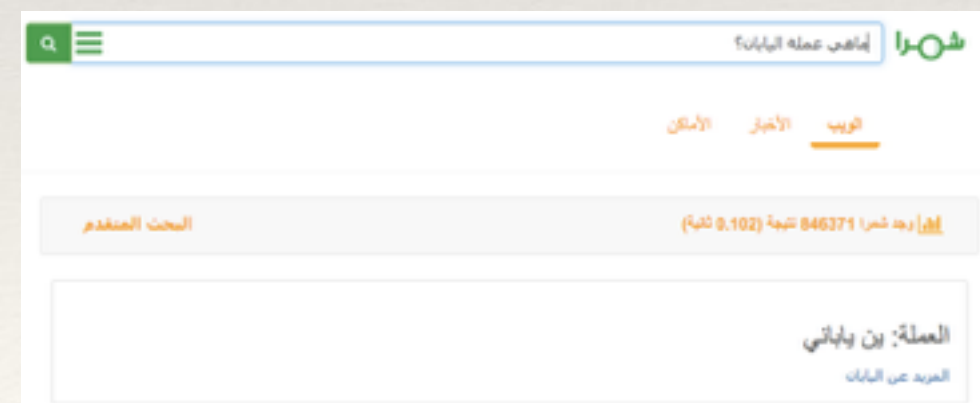 شمرا
ماهي عمله اليابان؟
الويب الأخبار الأماكن
وجد شمرا 846371 نتيجة (0.102 ثانية) البحث المتقدم
العملة: ين ياباني
المزيد عن اليابان